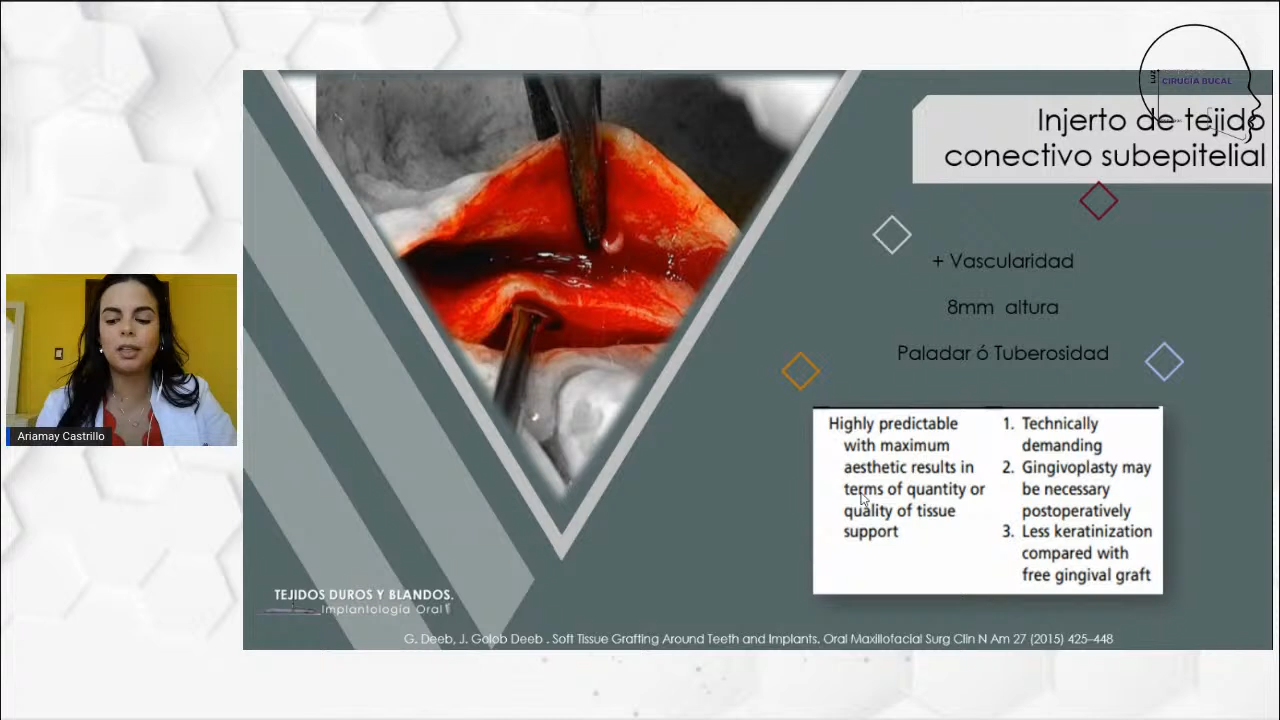 CIRUCÍA BUCAL
Injerto de tejido
conectivo subepitelial
+ Vascularidad
8mm altura
Paladar ó Tuberosidad
Highly predictable
with maximum
aesthetic results in
terms of quantity or
quality of tissue
support
1. Technically
demanding
2. Gingivoplasty may
be necessary
postoperatively
3. Less keratinization
compared with
free gingival graft
Ariamay Castrillo
TEJIDOS DUROS Y BLANDOS.
Implantología Oral
G. Deeb, J. Golob Deeb . Soft Tissue Grafting Around Teeth and Implants. Oral Maxillofacial Surg Clin N Am 27 (2015) 425–448